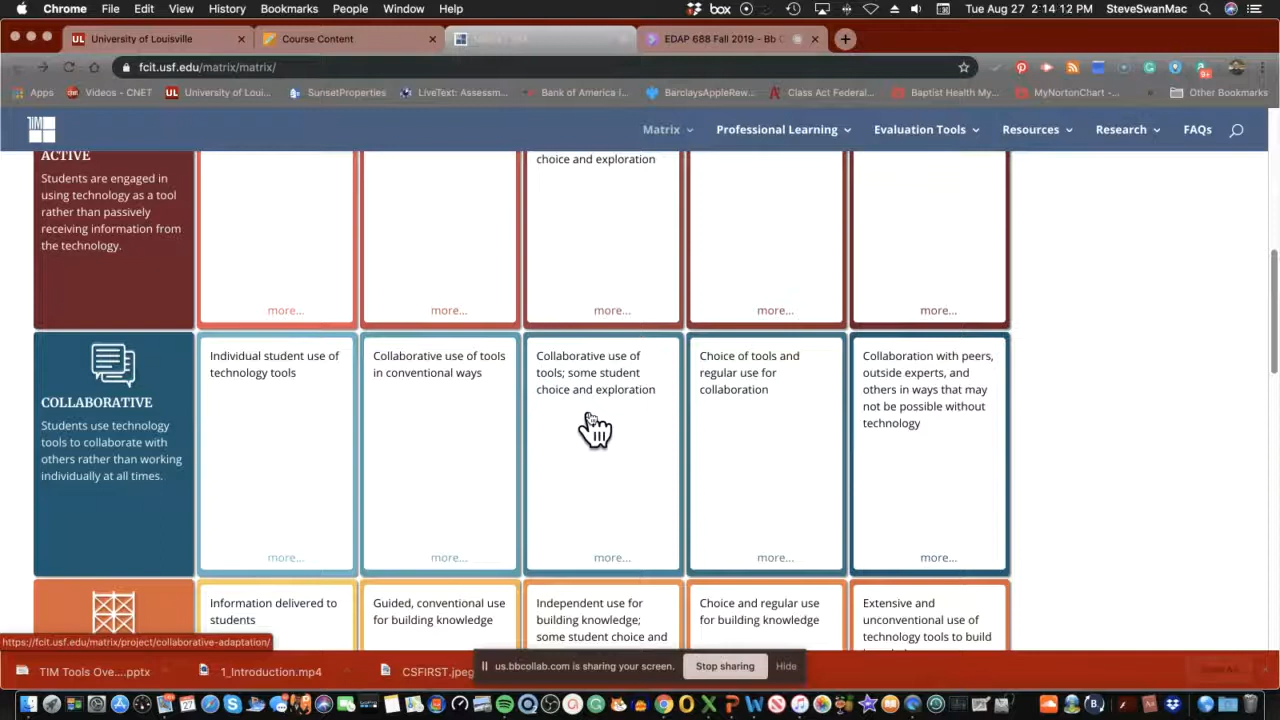 Chrome File Edit View History Bookmarks People Window Help box Tue Aug 27 2:14:12 PM SteveSwanMac
UL University of Louisville Course Content EDAP 688 Fall 2019 - Bb C
fcit.usf.edu/matrix/matrix/
Apps Videos - CNET UL University of Loui... SunsetProperties LiveText: Assessm... Bank of America i... BarclaysAppleRew... Class Act Federal... Baptist Health My... MyNortonChart -... » Other Bookmarks
TIM Matrix Professional Learning Evaluation Tools Resources Research FAQs
ACTIVE
Students are engaged in
using technology as a tool
rather than passively
receiving information from
the technology.
choice and exploration
more... more... more... more... more...
COLLABORATIVE
Students use technology
tools to collaborate with
others rather than working
individually at all times.
Individual student use of
technology tools
more...
Collaborative use of tools
in conventional ways
more...
Collaborative use of
tools; some student
choice and exploration
more...
Choice of tools and
regular use for
collaboration
more...
Collaboration with peers,
outside experts, and
others in ways that may
not be possible without
technology
more...
Information delivered to
students
Guided, conventional use
for building knowledge
Independent use for
building knowledge;
some student choice and
Choice and regular use
for building knowledge
Extensive and
unconventional use of
technology tools to build
https://fcit.usf.edu/matrix/project/collaborative-adaptation/
TIM Tools Ove....pptx 1_Introduction.mp4 CSFIRST.jpeg
us.bbcollab.com is sharing your screen. Stop sharing Hide